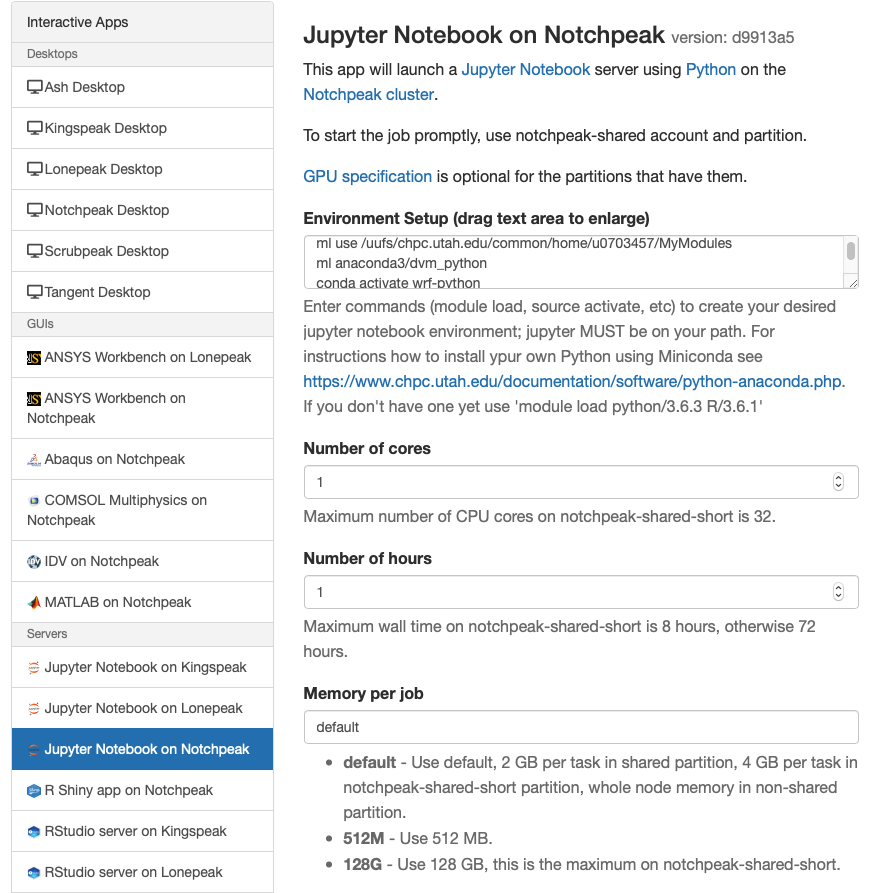 Interactive Apps
Desktops
Ash Desktop
Kingspeak Desktop
Lonepeak Desktop
Notchpeak Desktop
Scrubpeak Desktop
Tangent Desktop
GUIs
ANSYS Workbench on Lonepeak
ANSYS Workbench on
Notchpeak
Abaqus on Notchpeak
COMSOL Multiphysics on
Notchpeak
IDV on Notchpeak
MATLAB on Notchpeak
Servers
Jupyter Notebook on Kingspeak
Jupyter Notebook on Lonepeak
Jupyter Notebook on Notchpeak
R Shiny app on Notchpeak
RStudio server on Kingspeak
RStudio server on Lonepeak
Jupyter Notebook on Notchpeak version: d9913a5
This app will launch a Jupyter Notebook server using Python on the
Notchpeak cluster.
To start the job promptly, use notchpeak-shared account and partition.
GPU specification is optional for the partitions that have them.
Environment Setup (drag text area to enlarge)
ml use /uufs/chpc.utah.edu/common/home/u0703457/MyModules
ml anaconda3/dvm_python
conda activate wrf-python
Enter commands (module load, source activate, etc) to create your desired
jupyter notebook environment; jupyter MUST be on your path. For
instructions how to install ypur own Python using Miniconda see
https://www.chpc.utah.edu/documentation/software/python-anaconda.php.
If you don't have one yet use 'module load python/3.6.3 R/3.6.1'
Number of cores
1
Maximum number of CPU cores on notchpeak-shared-short is 32.
Number of hours
1
Maximum wall time on notchpeak-shared-short is 8 hours, otherwise 72
hours.
Memory per job
default
• default - Use default, 2 GB per task in shared partition, 4 GB per task in
notchpeak-shared-short partition, whole node memory in non-shared
partition.
• 512M - Use 512 MB.
• 128G - Use 128 GB, this is the maximum on notchpeak-shared-short.